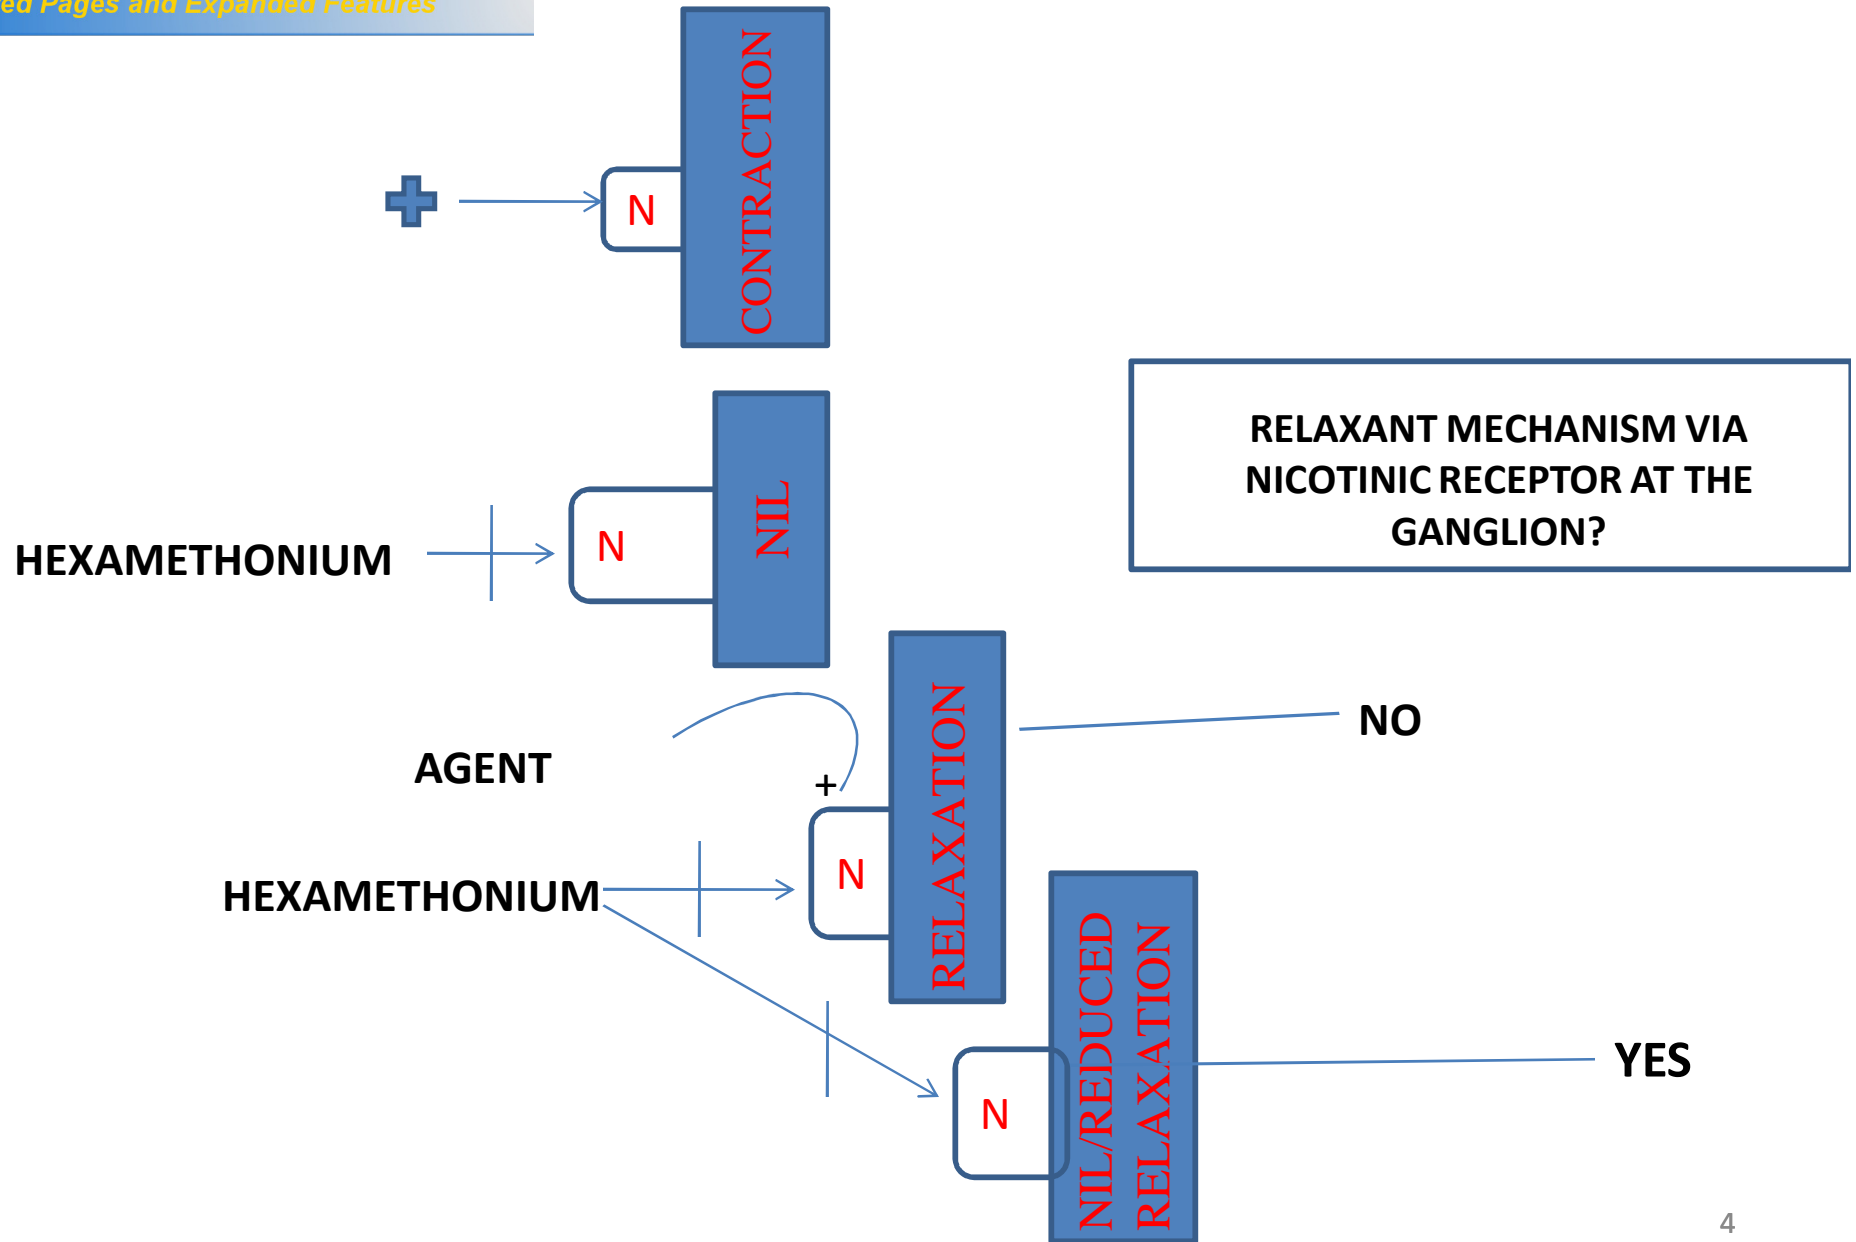 Pages and Expanded Features
CONTRACTION
N
RELAXANT MECHANISM VIA
NICOTINIC RECEPTOR AT THE
GANGLION?
NIL
N
HEXAMETHONIUM
RELAXATION
NO
AGENT
+
N
HEXAMETHONIUM
NIL/REDUCED
RELAXATION
YES
N
4